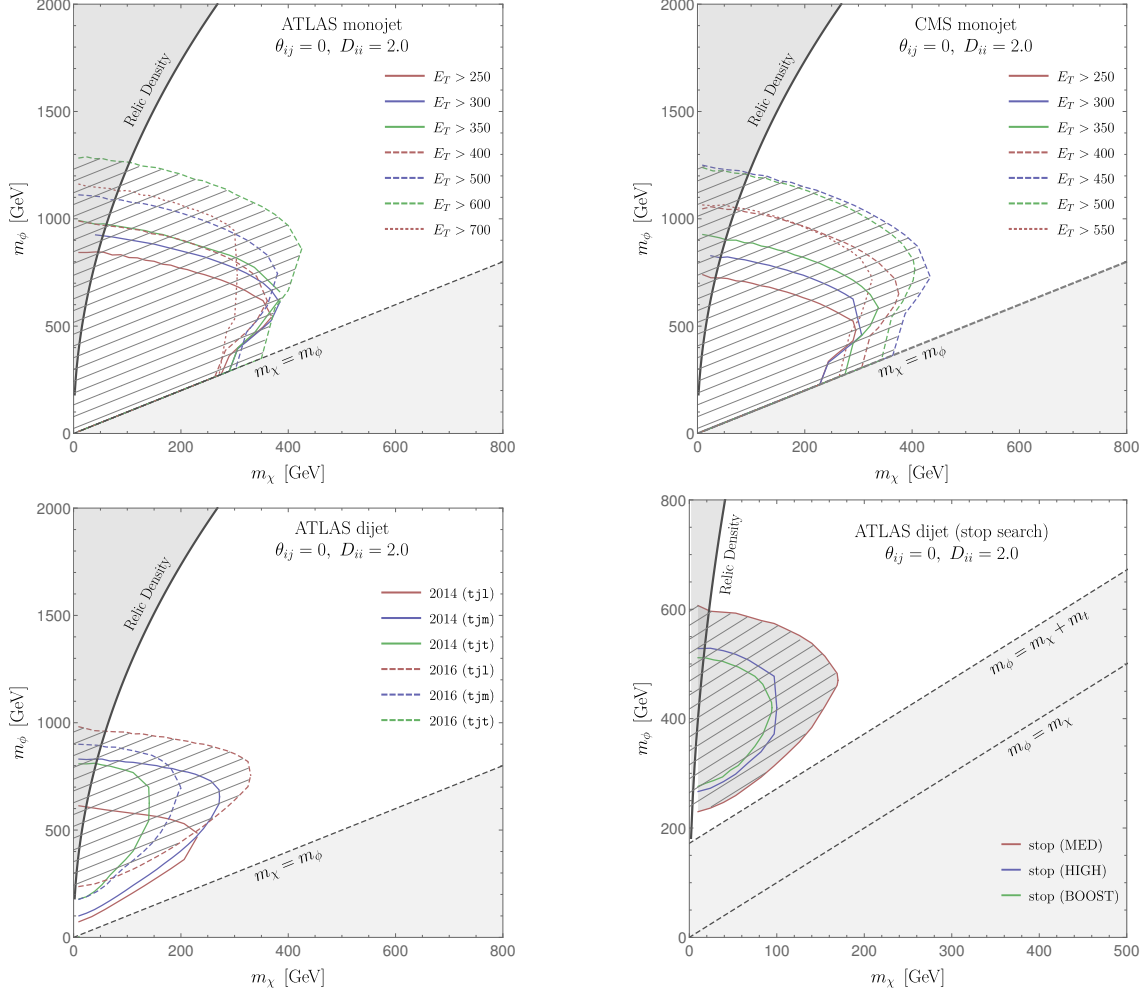 ATLAS monojet
θij = 0, Dii = 2.0
Relic Density
ET > 250
ET > 300
ET > 350
ET > 400
ET > 500
ET > 600
ET > 700
mχ = mϕ
mϕ [GeV]
2000
1500
1000
500
0
0 200 400 600 800
mχ [GeV]
CMS monojet
θij = 0, Dii = 2.0
Relic Density
ET > 250
ET > 300
ET > 350
ET > 400
ET > 450
ET > 500
ET > 550
mχ = mϕ
mϕ [GeV]
2000
1500
1000
500
0
0 200 400 600 800
mχ [GeV]
ATLAS dijet
θij = 0, Dii = 2.0
Relic Density
2014 (tjl)
2014 (tjm)
2014 (tjt)
2016 (tjl)
2016 (tjm)
2016 (tjt)
mχ = mϕ
mϕ [GeV]
2000
1500
1000
500
0
0 200 400 600 800
mχ [GeV]
ATLAS dijet (stop search)
θij = 0, Dii = 2.0
Relic Density
mϕ = mχ + mt
mϕ = mχ
stop (MED)
stop (HIGH)
stop (BOOST)
mϕ [GeV]
800
600
400
200
0
0 100 200 300 400 500
mχ [GeV]